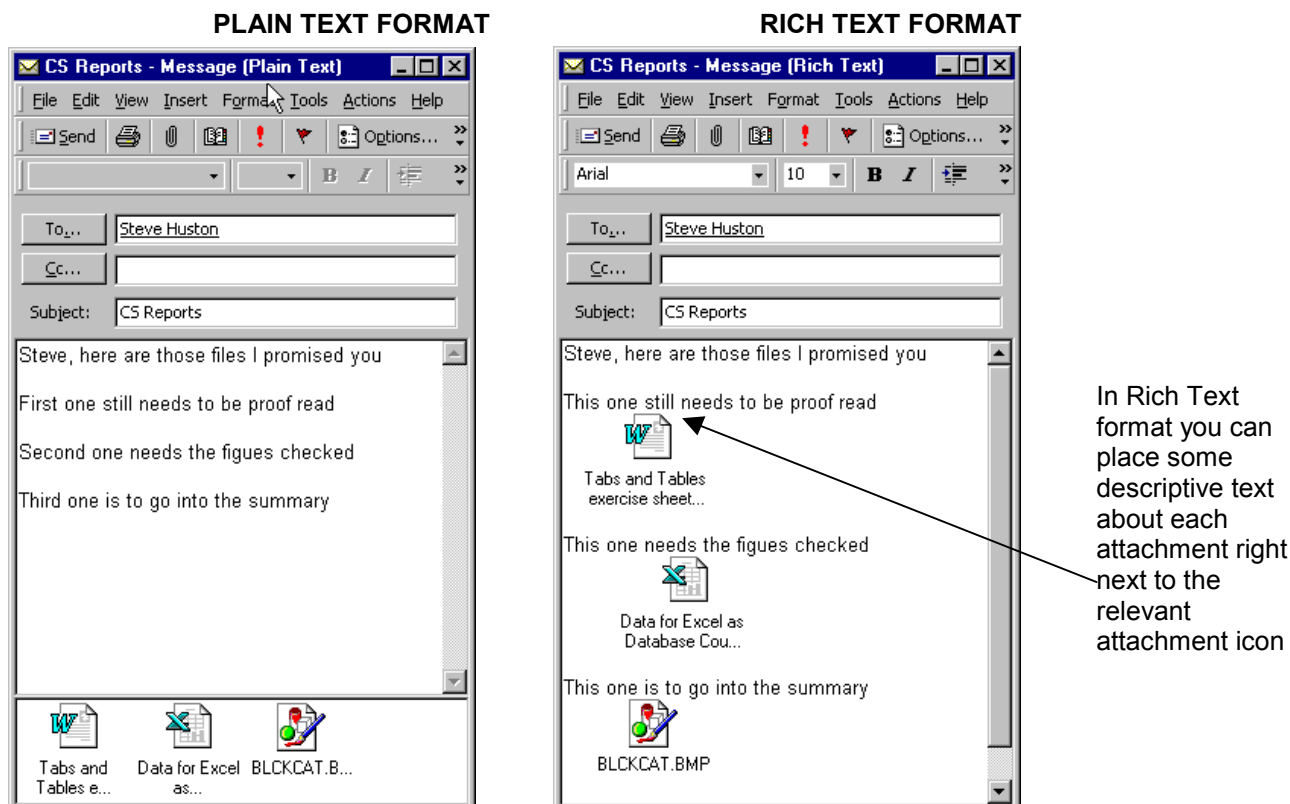 PLAIN TEXT FORMAT
CS Reports - Message (Plain Text)
File Edit View Insert Format Tools Actions Help
Send Options...
B I
To... Steve Huston
Cc...
Subject: CS Reports
Steve, here are those files I promised you
First one still needs to be proof read
Second one needs the figues checked
Third one is to go into the summary
Tabs and Tables e...
Data for Excel as...
BLCKCAT.B...
RICH TEXT FORMAT
CS Reports - Message (Rich Text)
File Edit View Insert Format Tools Actions Help
Send Options...
Arial 10 B I
To... Steve Huston
Cc...
Subject: CS Reports
Steve, here are those files I promised you
This one still needs to be proof read
Tabs and Tables
exercise sheet...
This one needs the figues checked
Data for Excel as
Database Cou...
This one is to go into the summary
BLCKCAT.BMP
In Rich Text
format you can
place some
descriptive text
about each
attachment right
next to the
relevant
attachment icon